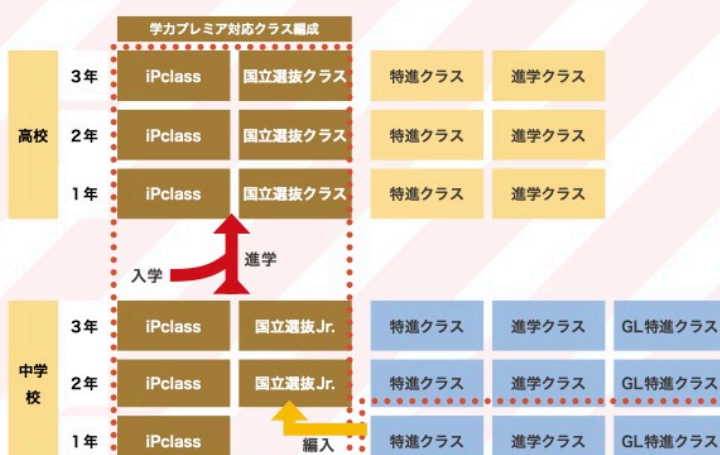 学力プレミア対応クラス編成
高校
3年 iPclass 国立選抜クラス 特進クラス 進学クラス
2年 iPclass 国立選抜クラス 特進クラス 進学クラス
1年 iPclass 国立選抜クラス 特進クラス 進学クラス
入学 進学
中学
校
3年 iPclass 国立選抜Jr. 特進クラス 進学クラス GL特進クラス
2年 iPclass 国立選抜Jr. 特進クラス 進学クラス GL特進クラス
1年 iPclass 編入 特進クラス 進学クラス GL特進クラス